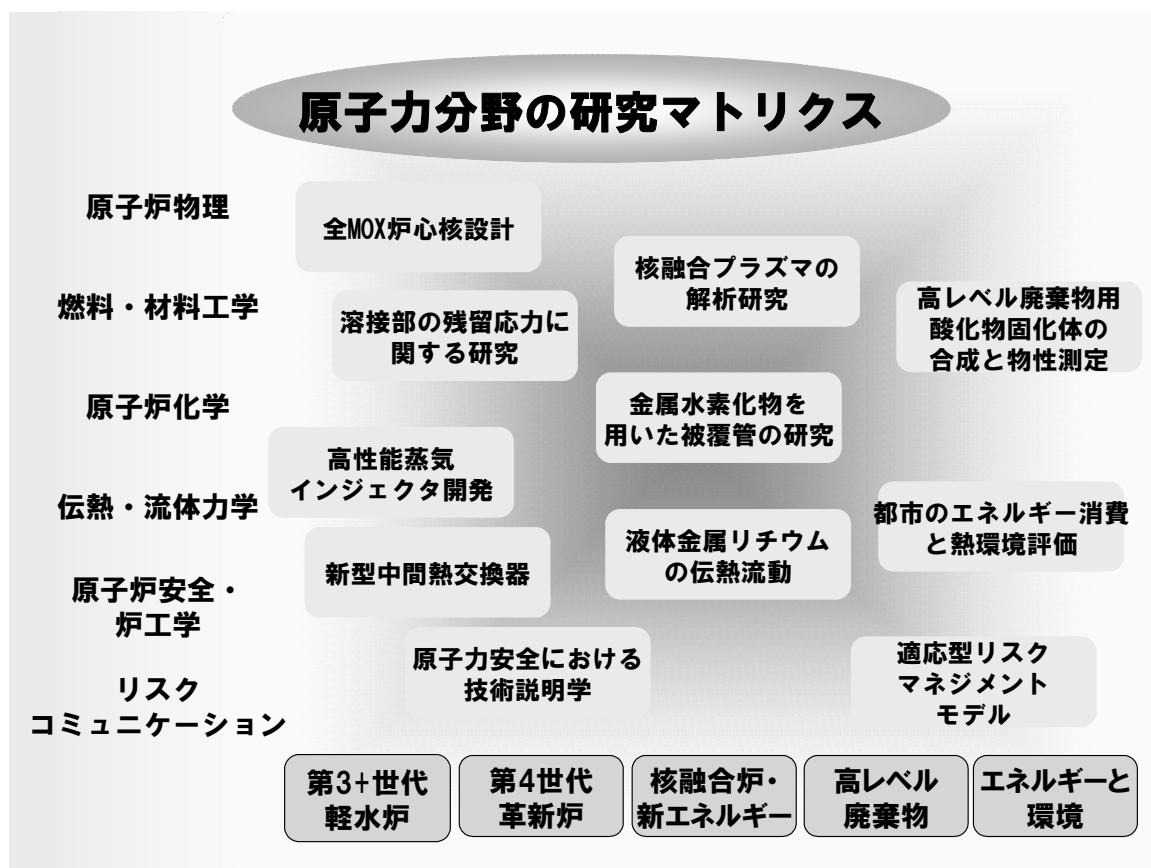 原子力分野の研究マトリクス
原子炉物理
燃料・材料工学
原子炉化学
伝熱・流体力学
原子炉安全・
炉工学
リスク
コミュニケーション
全MOX炉心核設計
溶接部の残留応力に
関する研究
高性能蒸気
インジェクタ開発
新型中間熱交換器
原子力安全における
技術説明学
核融合プラズマの
解析研究
金属水素化物を
用いた被覆管の研究
液体金属リチウム
の伝熱流動
高レベル廃棄物用
酸化物固化体の
合成と物性測定
都市のエネルギー消費
と熱環境評価
適応型リスク
マネジメント
モデル
第3+世代
軽水炉
第4世代
革新炉
核融合炉・
新エネルギー
高レベル
廃棄物
エネルギーと
環境